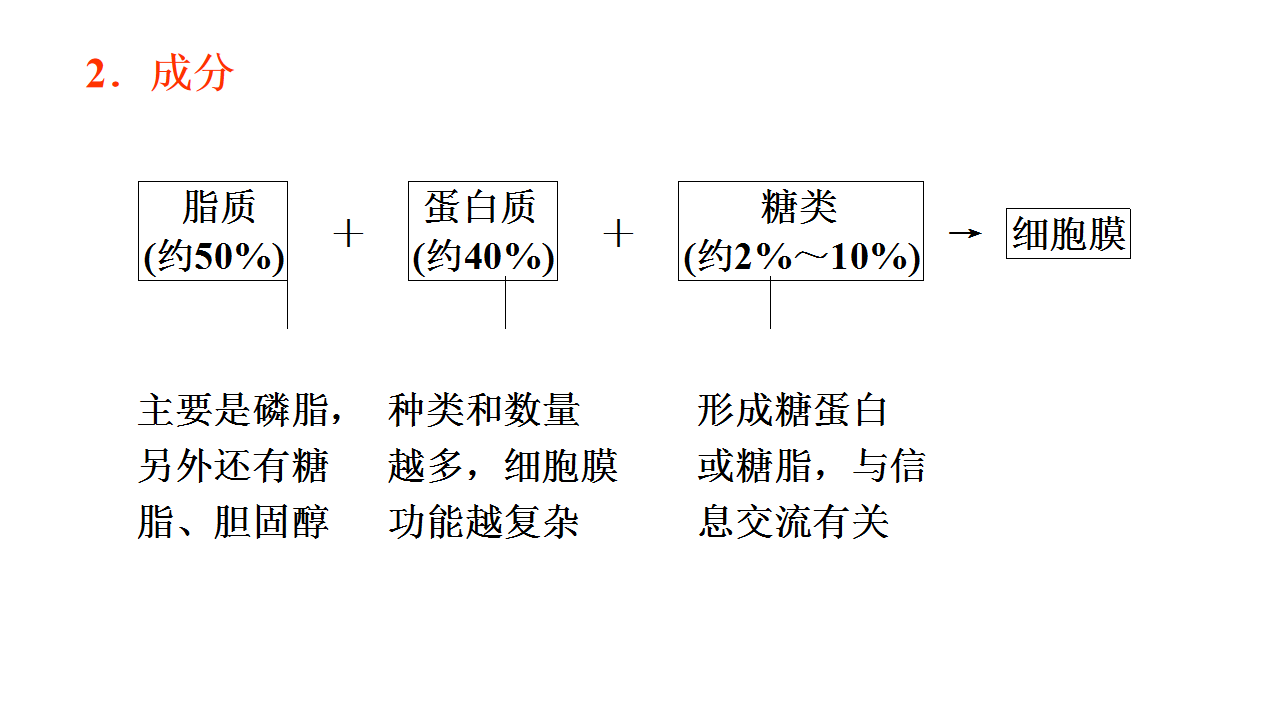 2．成分
脂质
(约50%)
＋
蛋白质
(约40%)
＋
糖类
(约2%～10%)
→
细胞膜
主要是磷脂，
另外还有糖
脂、胆固醇
种类和数量
越多，细胞膜
功能越复杂
形成糖蛋白
或糖脂，与信
息交流有关